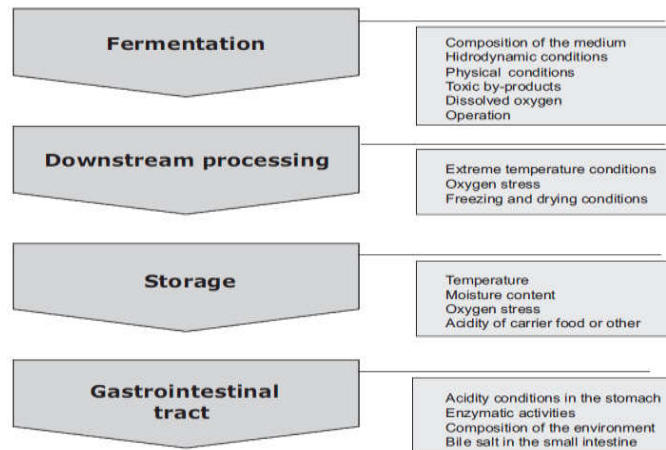 Fermentation
Composition of the medium
Hidrodynamic conditions
Physical conditions
Toxic by-products
Dissolved oxygen
Operation
Downstream processing
Extreme temperature conditions
Oxygen stress
Freezing and drying conditions
Storage
Temperature
Moisture content
Oxygen stress
Acidity of carrier food or other
Gastrointestinal
tract
Acidity conditions in the stomach
Enzymatic activities
Composition of the environment
Bile salt in the small intestine